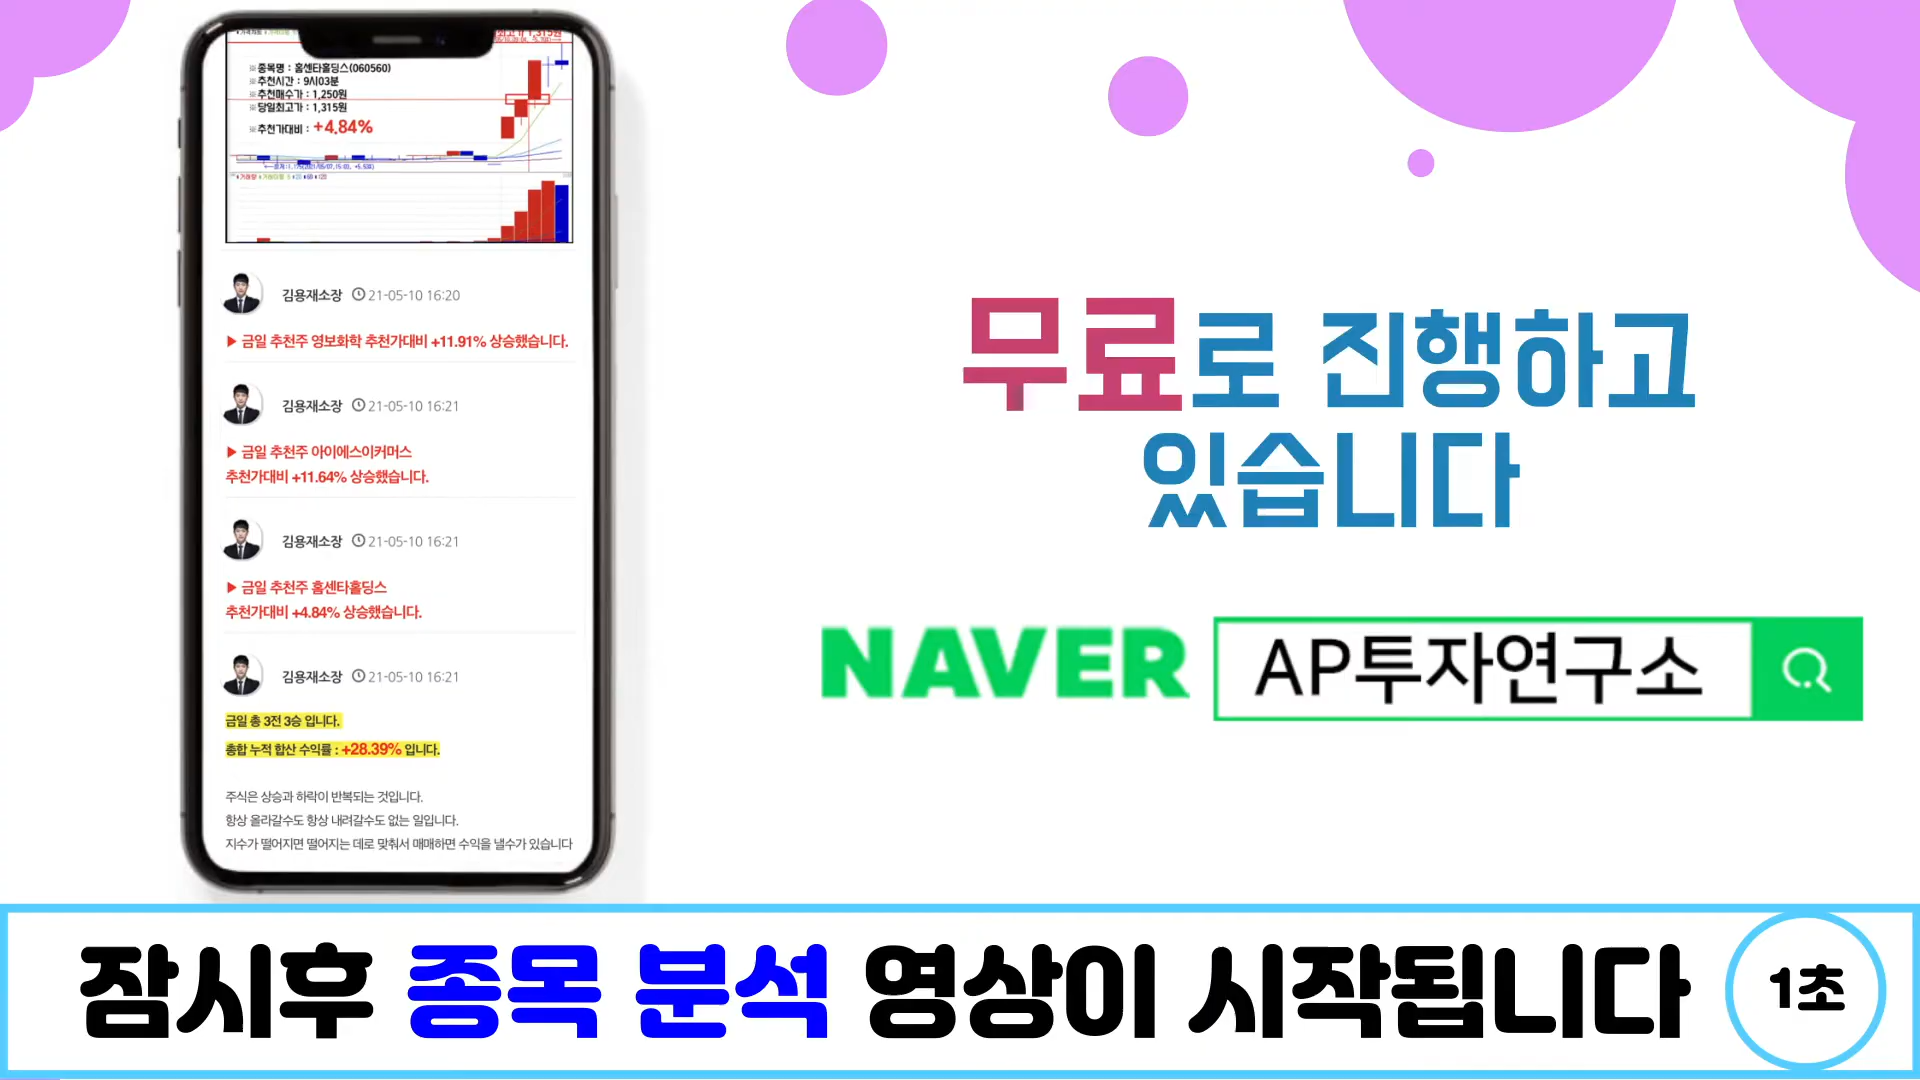 ※종목명 : 홈센타홀딩스(060560)
※추천시간 : 9시03분
※추천매수가 : 1,250원
※당일최고가 : 1,315원
※추천가대비 : +4.84%
김용재소장 21-05-10 16:20
▶ 금일 추천주 영보화학 추천가대비 +11.91% 상승했습니다.
김용재소장 21-05-10 16:21
▶ 금일 추천주 아이에스이커머스
추천가대비 +11.64% 상승했습니다.
김용재소장 21-05-10 16:21
▶ 금일 추천주 홈센타홀딩스
추천가대비 +4.84% 상승했습니다.
김용재소장 21-05-10 16:21
금일 총 3전 3승 입니다.
총합 누적 합산 수익률 : +28.39% 입니다.
주식은 상승과 하락이 반복되는 것입니다.
항상 올라갈수도 항상 내려갈수도 없는 일입니다.
지수가 떨어지면 떨어지는 데로 맞춰서 매매하면 수익을 낼수가 있습니다
무료로 진행하고
있습니다
NAVER AP투자연구소
잠시후 종목 분석 영상이 시작됩니다 1초